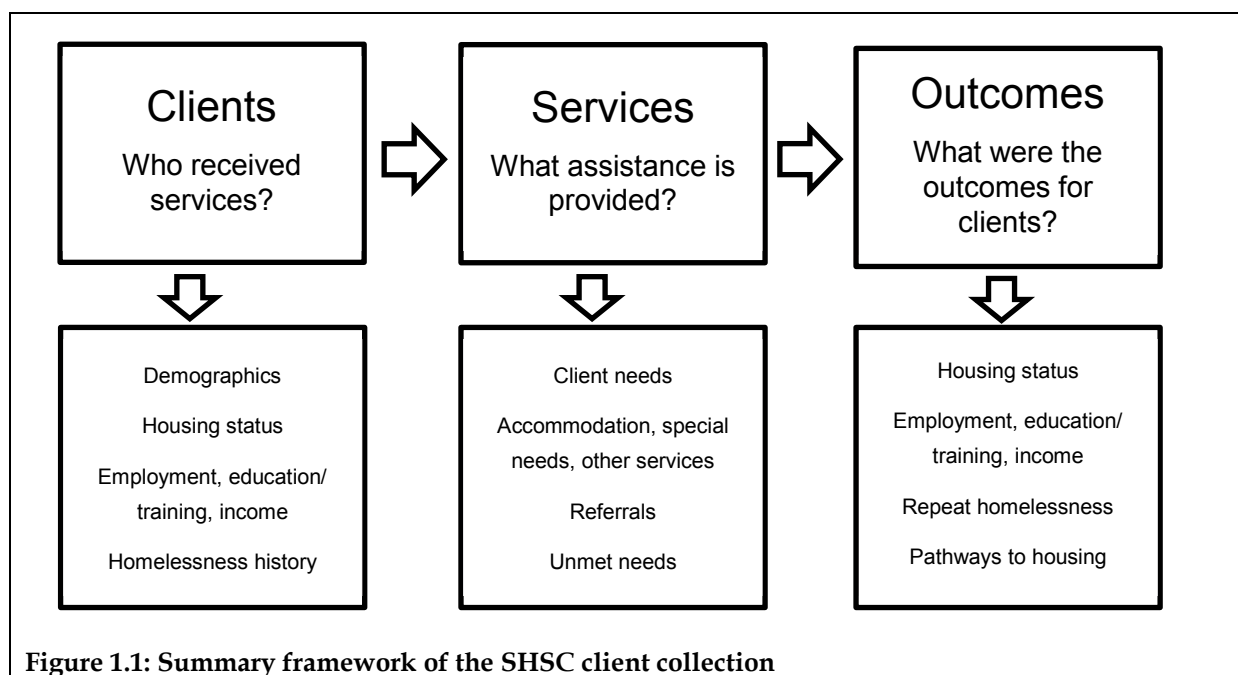 Clients
Who received
services?
Services
What assistance is
provided?
Outcomes
What were the
outcomes for
clients?
Demographics
Housing status
Employment, education/
training, income
Homelessness history
Client needs
Accommodation, special
needs, other services
Referrals
Unmet needs
Housing status
Employment, education/
training, income
Repeat homelessness
Pathways to housing
Figure 1.1: Summary framework of the SHSC client collection